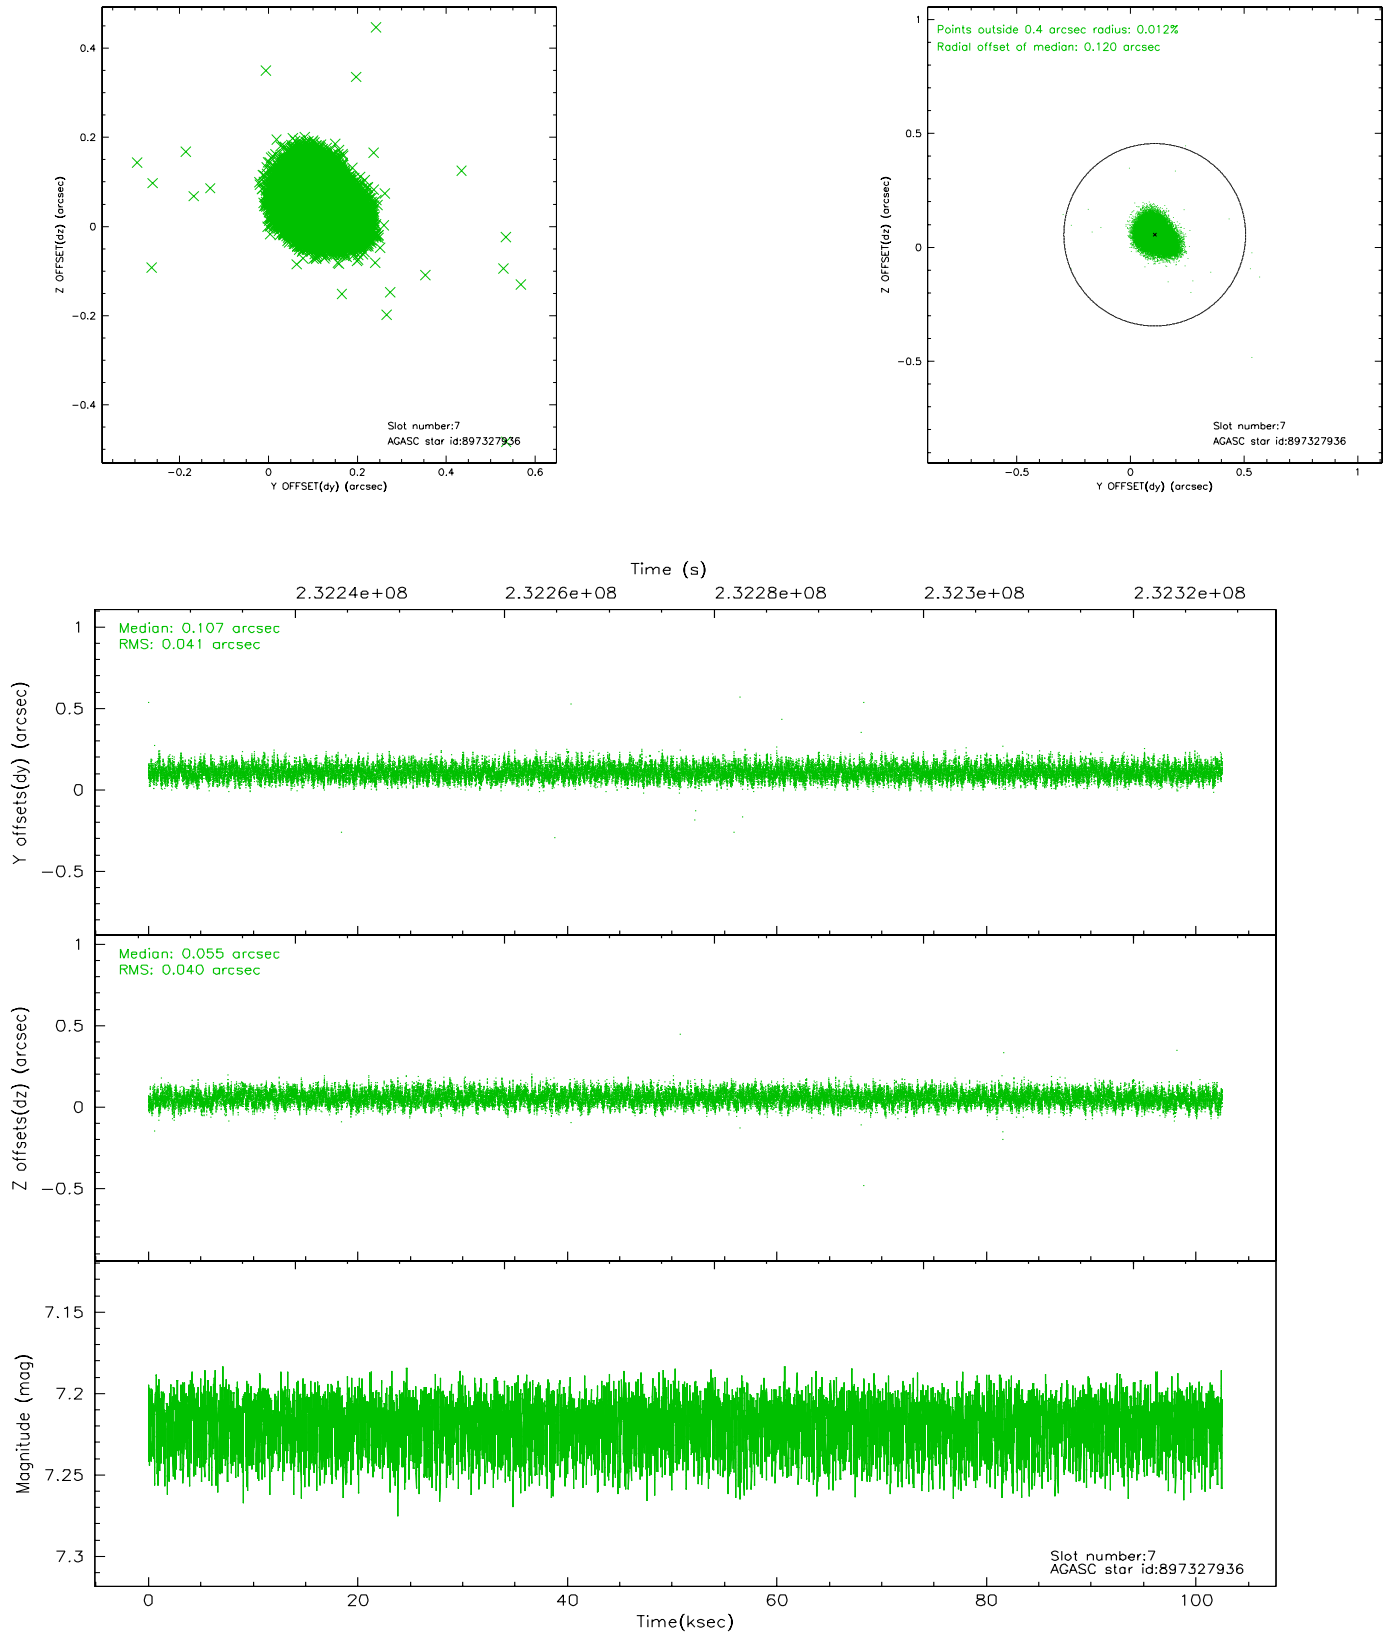 0.4
0.2
0
−0.2
−0.4
Z OFFSET(dz) (arcsec)
Slot number:7
AGASC star id:897327936
−0.2 0 0.2 0.4 0.6
Y OFFSET(dy) (arcsec)
Points outside 0.4 arcsec radius: 0.012%
Radial offset of median: 0.120 arcsec
1
0.5
0
−0.5
Z OFFSET(dz) (arcsec)
Slot number:7
AGASC star id:897327936
−0.5 0 0.5 1
Y OFFSET(dy) (arcsec)
Time (s)
2.3224e+08 2.3226e+08 2.3228e+08 2.323e+08 2.3232e+08
Median: 0.107 arcsec
RMS: 0.041 arcsec
1
0.5
0
−0.5
Y offsets(dy) (arcsec)
Median: 0.055 arcsec
RMS: 0.040 arcsec
1
0.5
0
−0.5
Z offsets(dz) (arcsec)
7.15
7.2
7.25
7.3
Magnitude (mag)
Slot number:7
AGASC star id:897327936
0 20 40 60 80 100
Time(ksec)